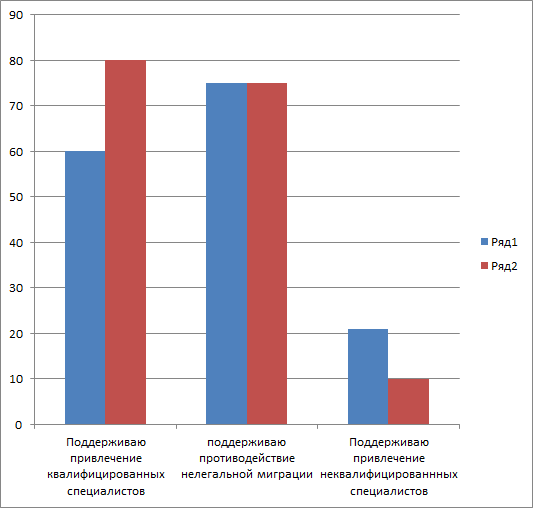 90
80
70
60
50
40
30
20
10
0
Ряд1
Ряд2
Поддерживаю
привлечение
квалифицированных
специалистов
поддерживаю
противодействие
нелегальной миграции
Поддерживаю
привлечение
неквалифицированнных
специалистов